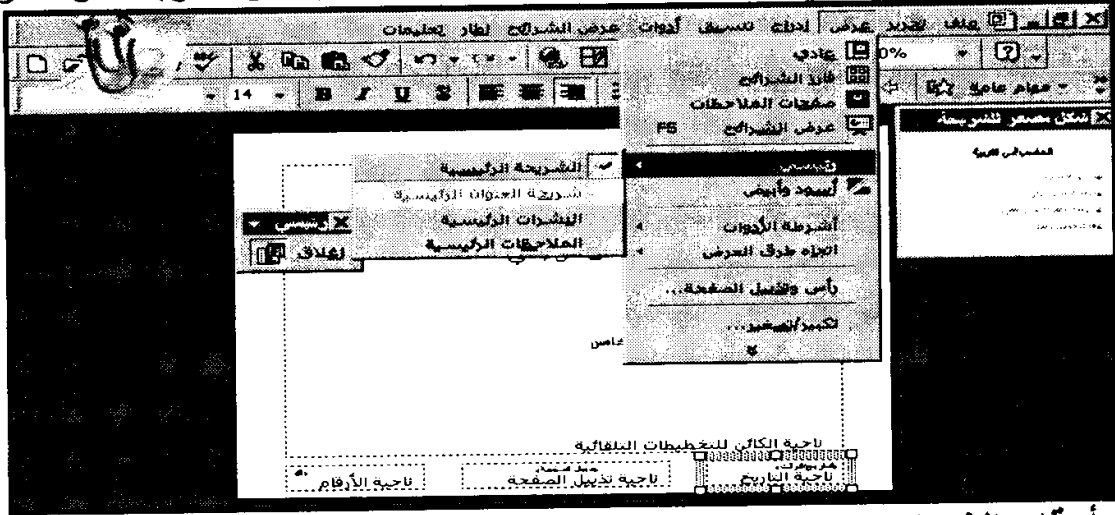 ملف تحرير عرض إدراج تنسيق أدوات عرض الشرائح إطار تعليمات
0%
14 B I U S
مهام عامة
عادي
فارز الشرائح
صفحات الملاحظات
عرض الشرائح F5
رئيسي
أسود وأبيض
أشرطة الأدوات
اتجاه طرق العرض
رأس وتذييل الصفحة...
تكبير/تصغير...
الشريحة الرئيسية
شريحة العنوان الرئيسية
النشرات الرئيسية
الملاحظات الرئيسية
رئيسي
إغلاق
شكل مصغر للشريحة
خامس
ناحية الكائن للتخطيطات التلقائية
ناحية التاريخ
ناحية تذييل الصفحة
ناحية الأرقام